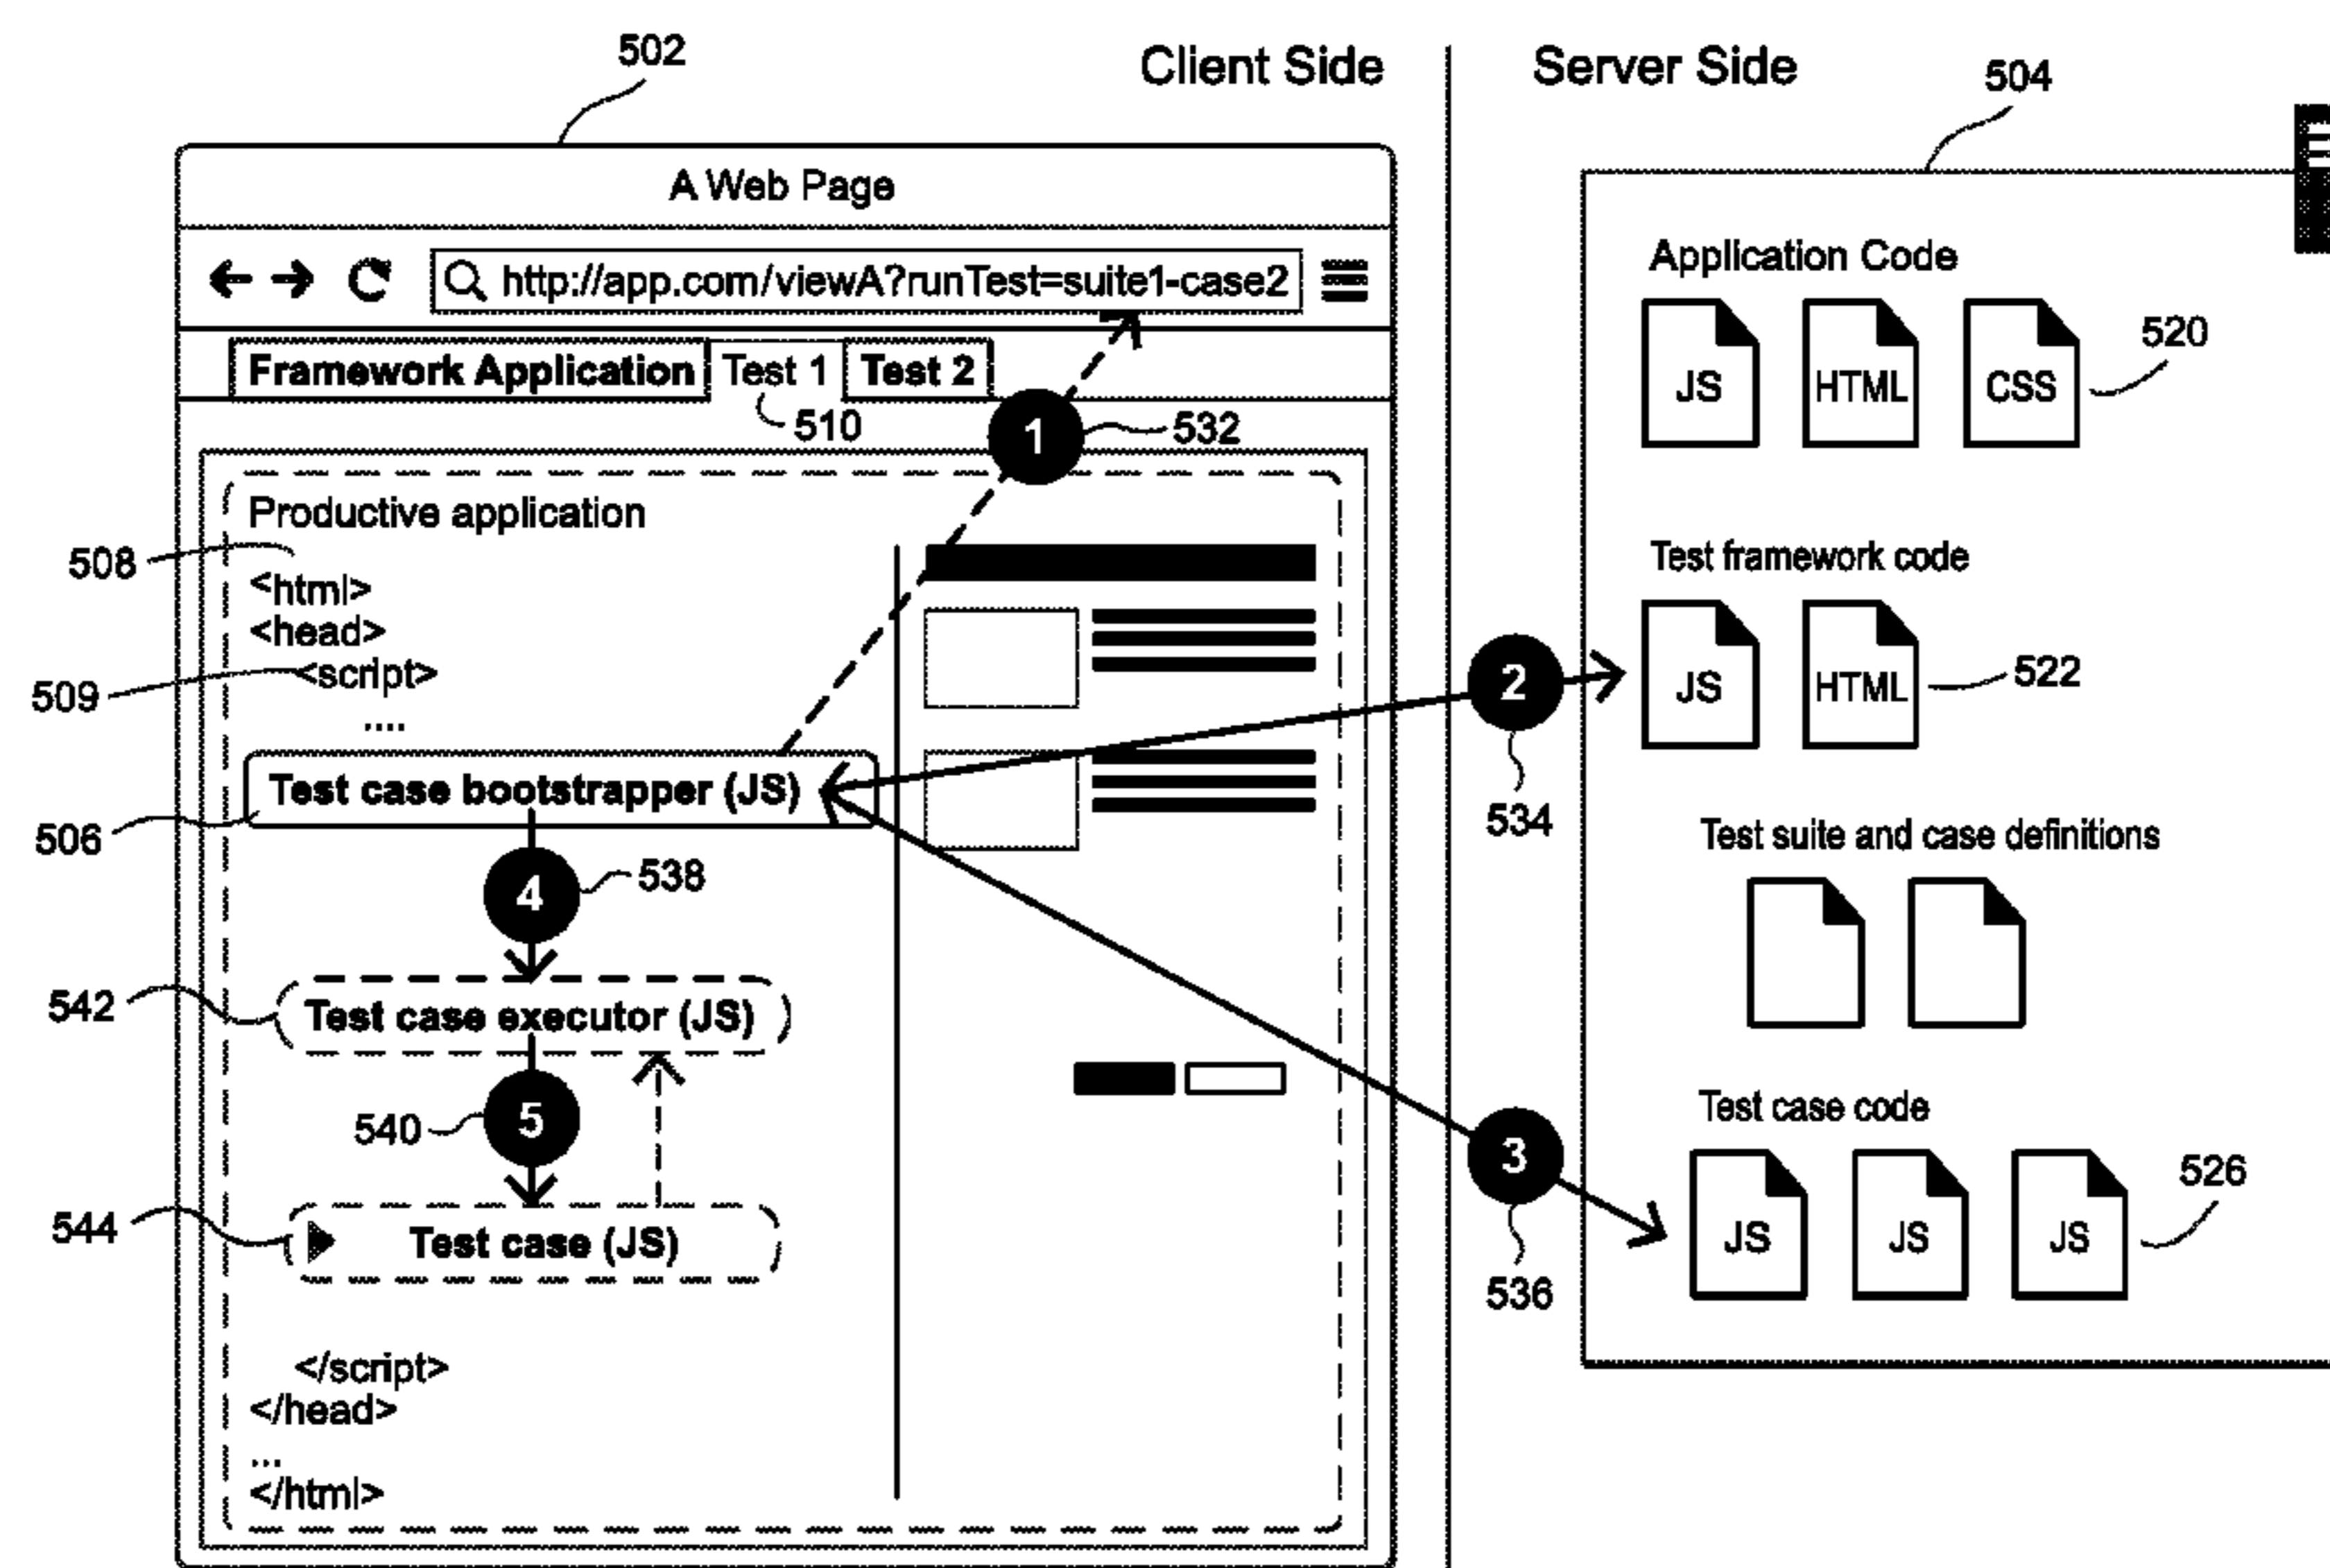 502
Client Side
Server Side
504
A Web Page
http://app.com/viewA?runTest=suite1-case2
Framework Application
Test 1
Test 2
510
1
532
Productive application
508
<html>
<head>
509
<script>
....
Test case bootstrapper (JS)
506
4
538
542
Test case executor (JS)
5
540
544
Test case (JS)
</script>
</head>
...
</html>
2
534
3
536
Application Code
JS
HTML
CSS
520
Test framework code
JS
HTML
522
Test suite and case definitions
Test case code
JS
JS
JS
526